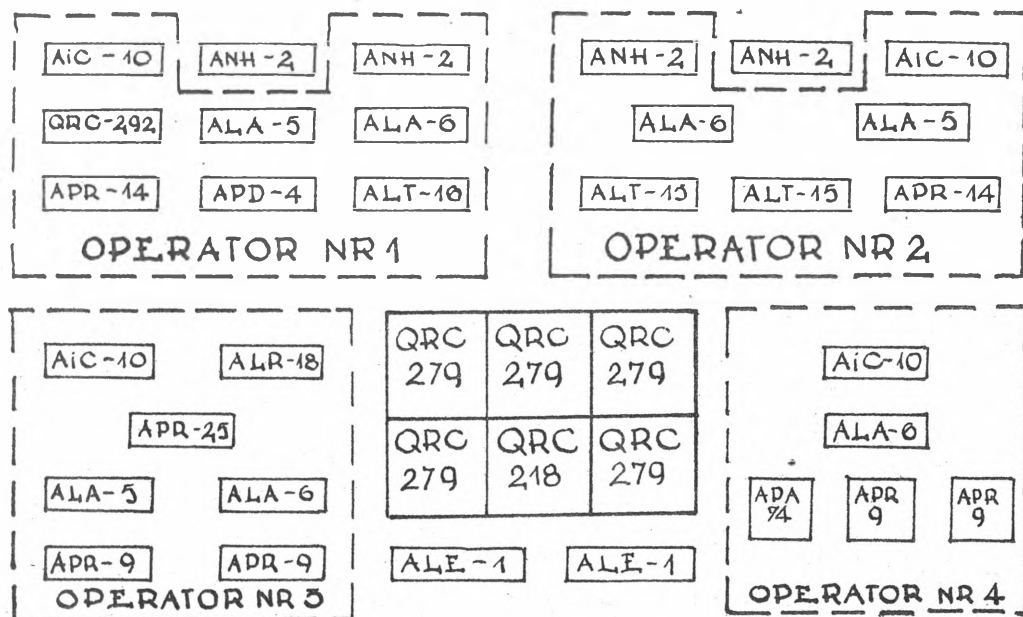 AiC-10
ANH-2
ANH-2
QRC-292
ALA-5
ALA-6
APR-14
APD-4
ALT-16
OPERATOR NR 1
ANH-2
ANH-2
AiC-10
ALA-6
ALA-5
ALT-15
ALT-15
APR-14
OPERATOR NR 2
AiC-10
ALR-18
APR-25
ALA-5
ALA-6
APR-9
APR-9
OPERATOR NR 3
QRC
279
QRC
279
QRC
279
QRC
279
QRC
218
QRC
279
ALE-1
ALE-1
AiC-10
ALA-6
APA
74
APR
9
APR
9
OPERATOR NR 4